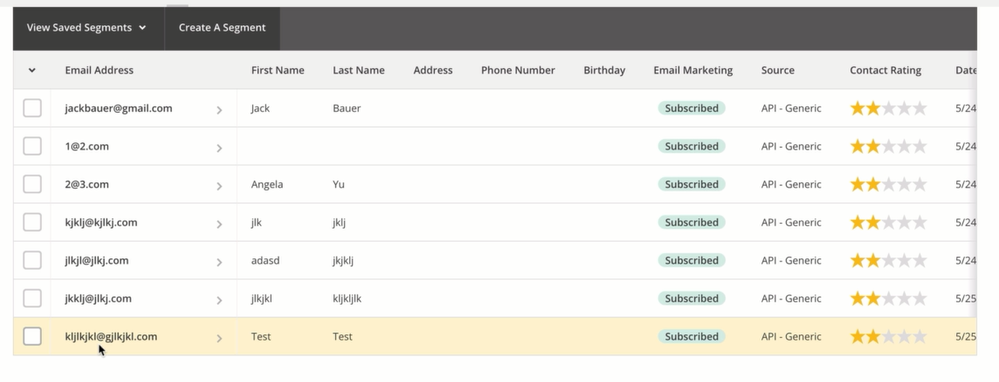 View Saved Segments Create A Segment
Email Address First Name Last Name Address Phone Number Birthday Email Marketing Source Contact Rating Date
jackbauer@gmail.com Jack Bauer Subscribed API - Generic 5/24
1@2.com Subscribed API - Generic 5/24
2@3.com Angela Yu Subscribed API - Generic 5/24
kjklj@kjlkj.com jlk jklj Subscribed API - Generic 5/24
jlkjl@jlkj.com adasd jkjklj Subscribed API - Generic 5/24
jkklj@jlkj.com jlkjkl kljkljlk Subscribed API - Generic 5/25
kljlkjkl@gjlkjkl.com Test Test Subscribed API - Generic 5/25